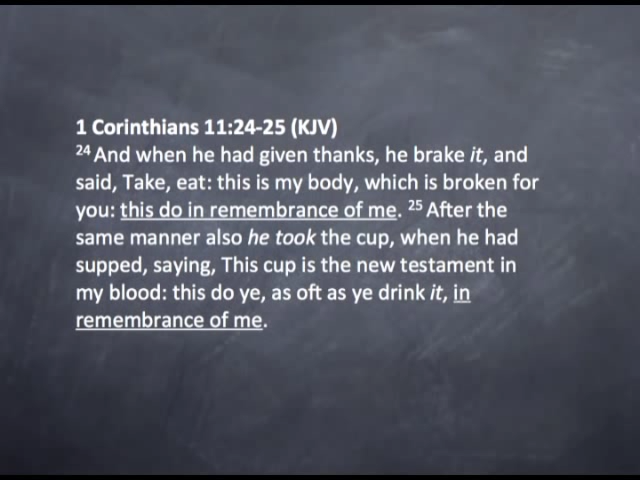 1 Corinthians 11:24-25 (KJV)
24 And when he had given thanks, he brake it, and
said, Take, eat: this is my body, which is broken for
you: this do in remembrance of me. 25 After the
same manner also he took the cup, when he had
supped, saying, This cup is the new testament in
my blood: this do ye, as oft as ye drink it, in
remembrance of me.